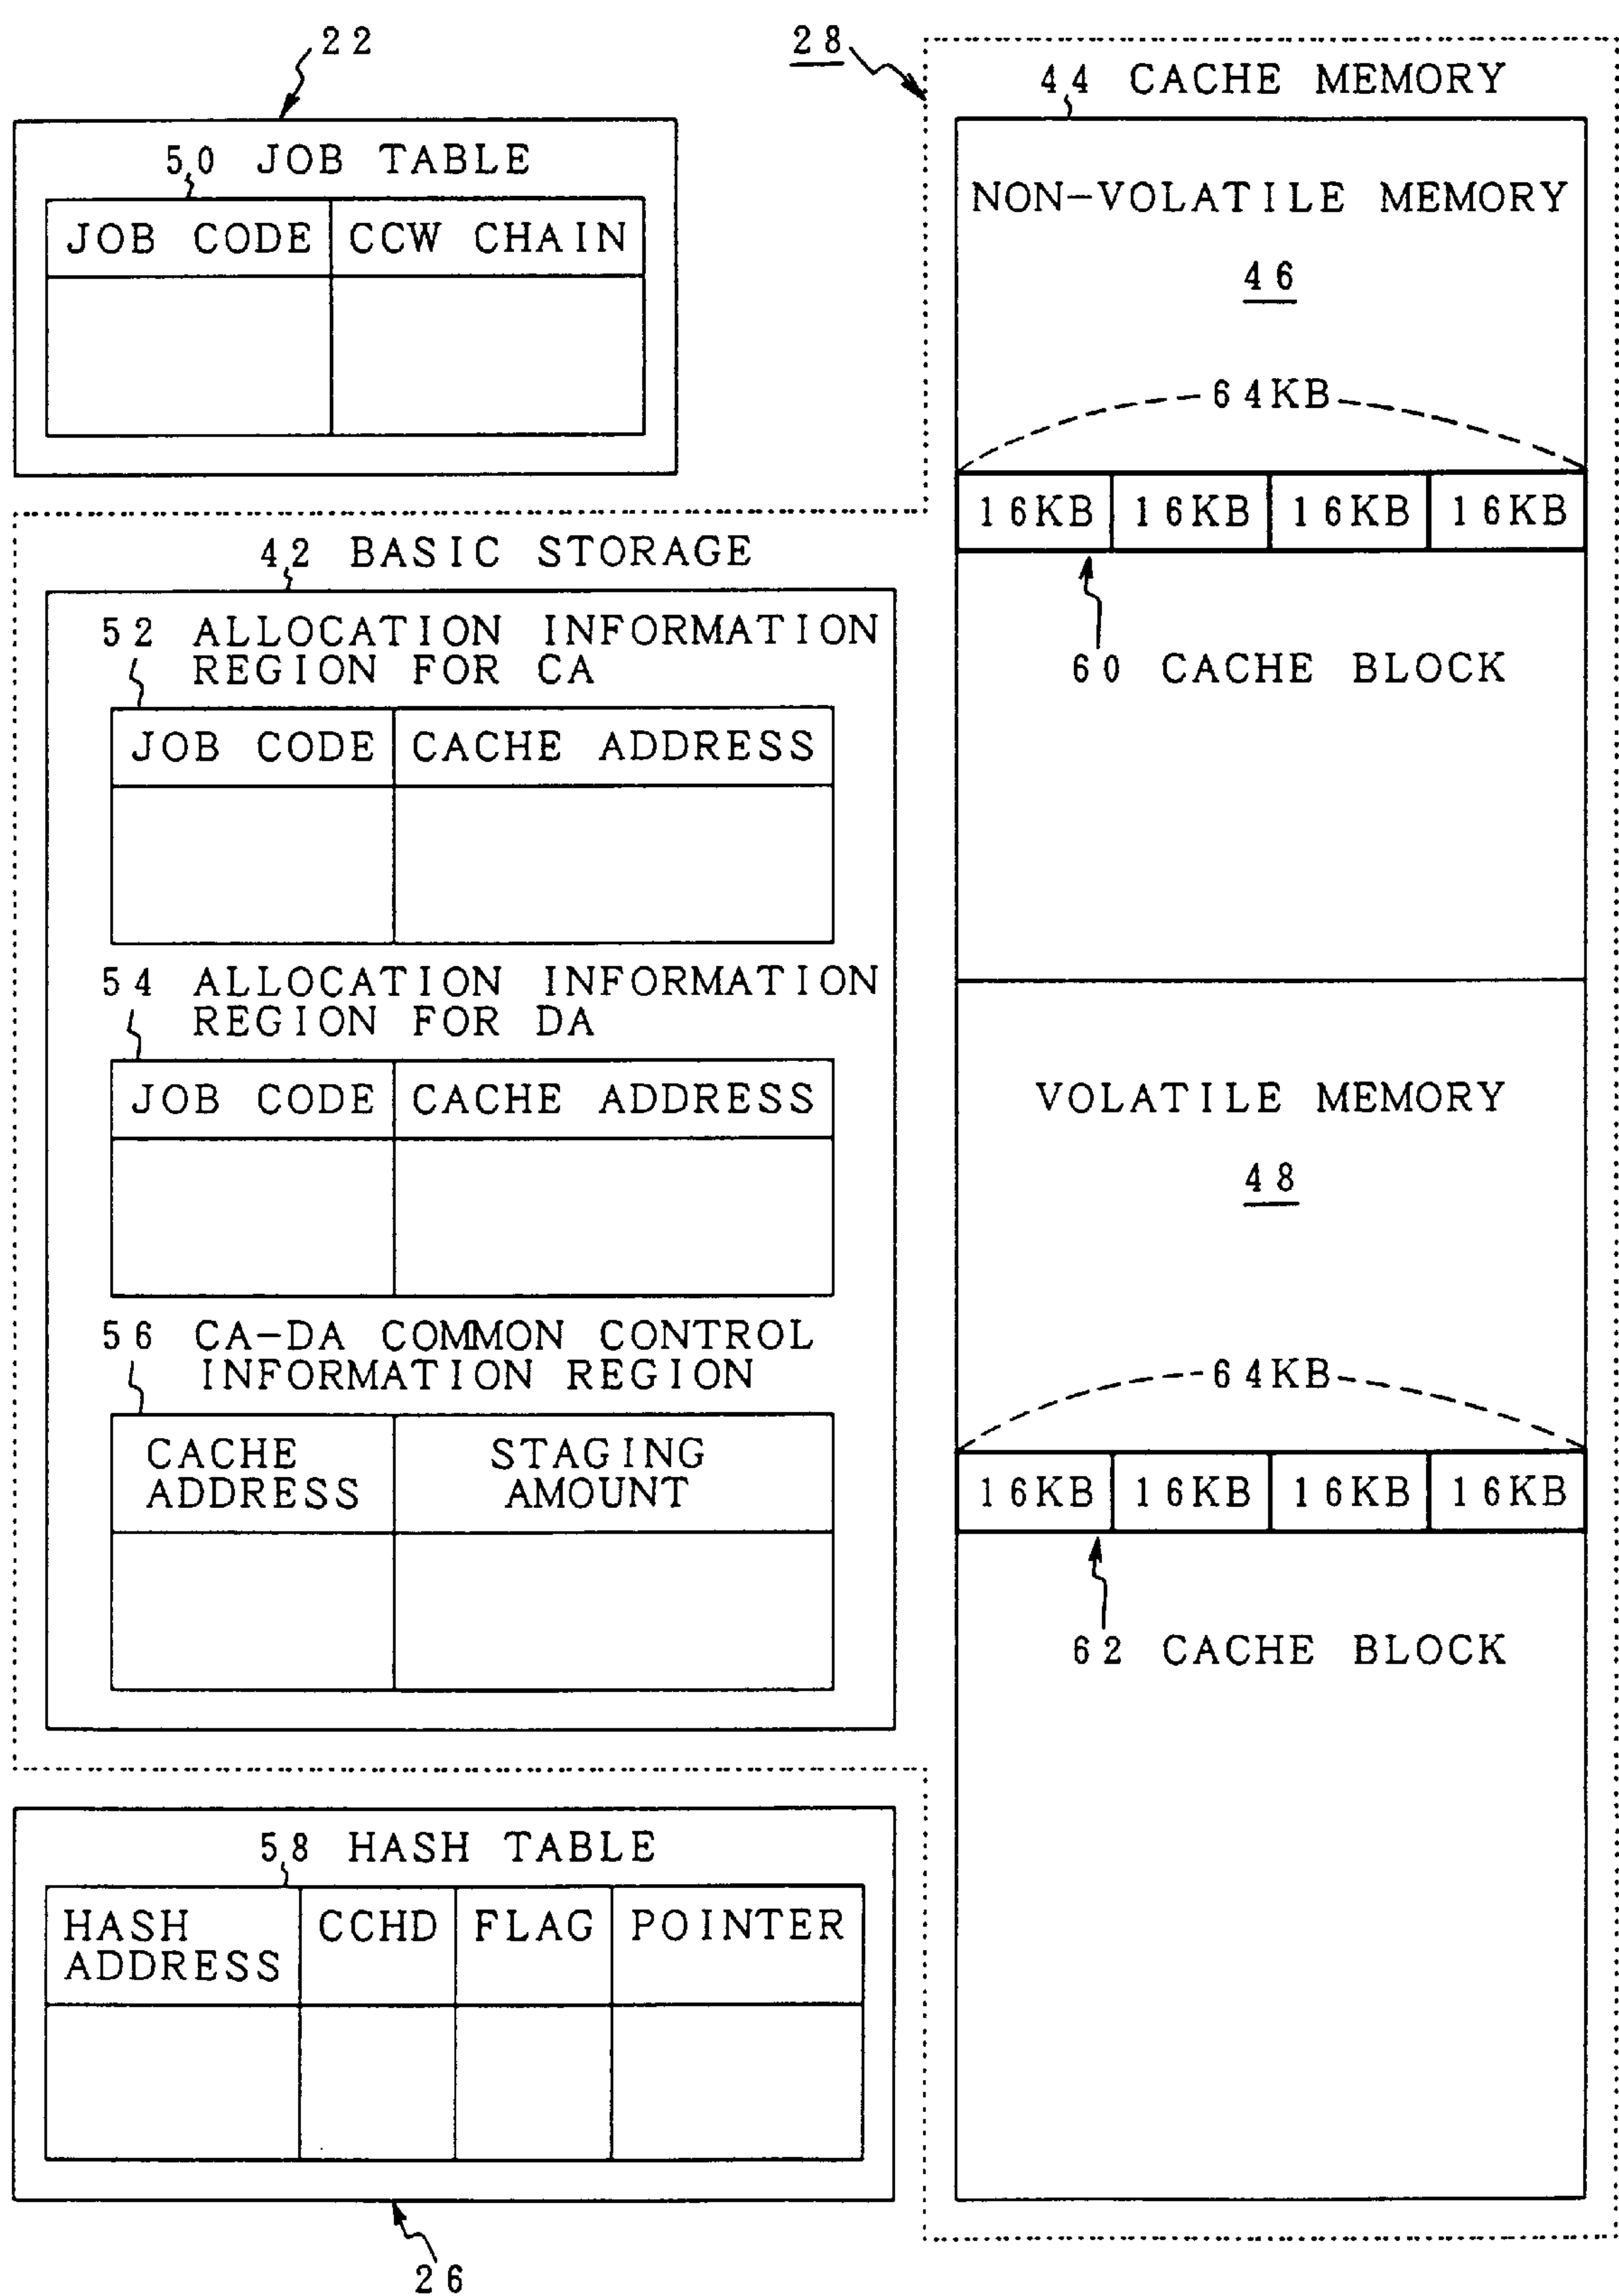 22
50 JOB TABLE
JOB CODE CCW CHAIN
28
44 CACHE MEMORY
NON-VOLATILE MEMORY
46
64KB
16KB 16KB 16KB 16KB
60 CACHE BLOCK
VOLATILE MEMORY
48
64KB
16KB 16KB 16KB 16KB
62 CACHE BLOCK
42 BASIC STORAGE
52 ALLOCATION INFORMATION
REGION FOR CA
JOB CODE CACHE ADDRESS
54 ALLOCATION INFORMATION
REGION FOR DA
JOB CODE CACHE ADDRESS
56 CA-DA COMMON CONTROL
INFORMATION REGION
CACHE
ADDRESS
STAGING
AMOUNT
58 HASH TABLE
HASH
ADDRESS
CCHD
FLAG
POINTER
26